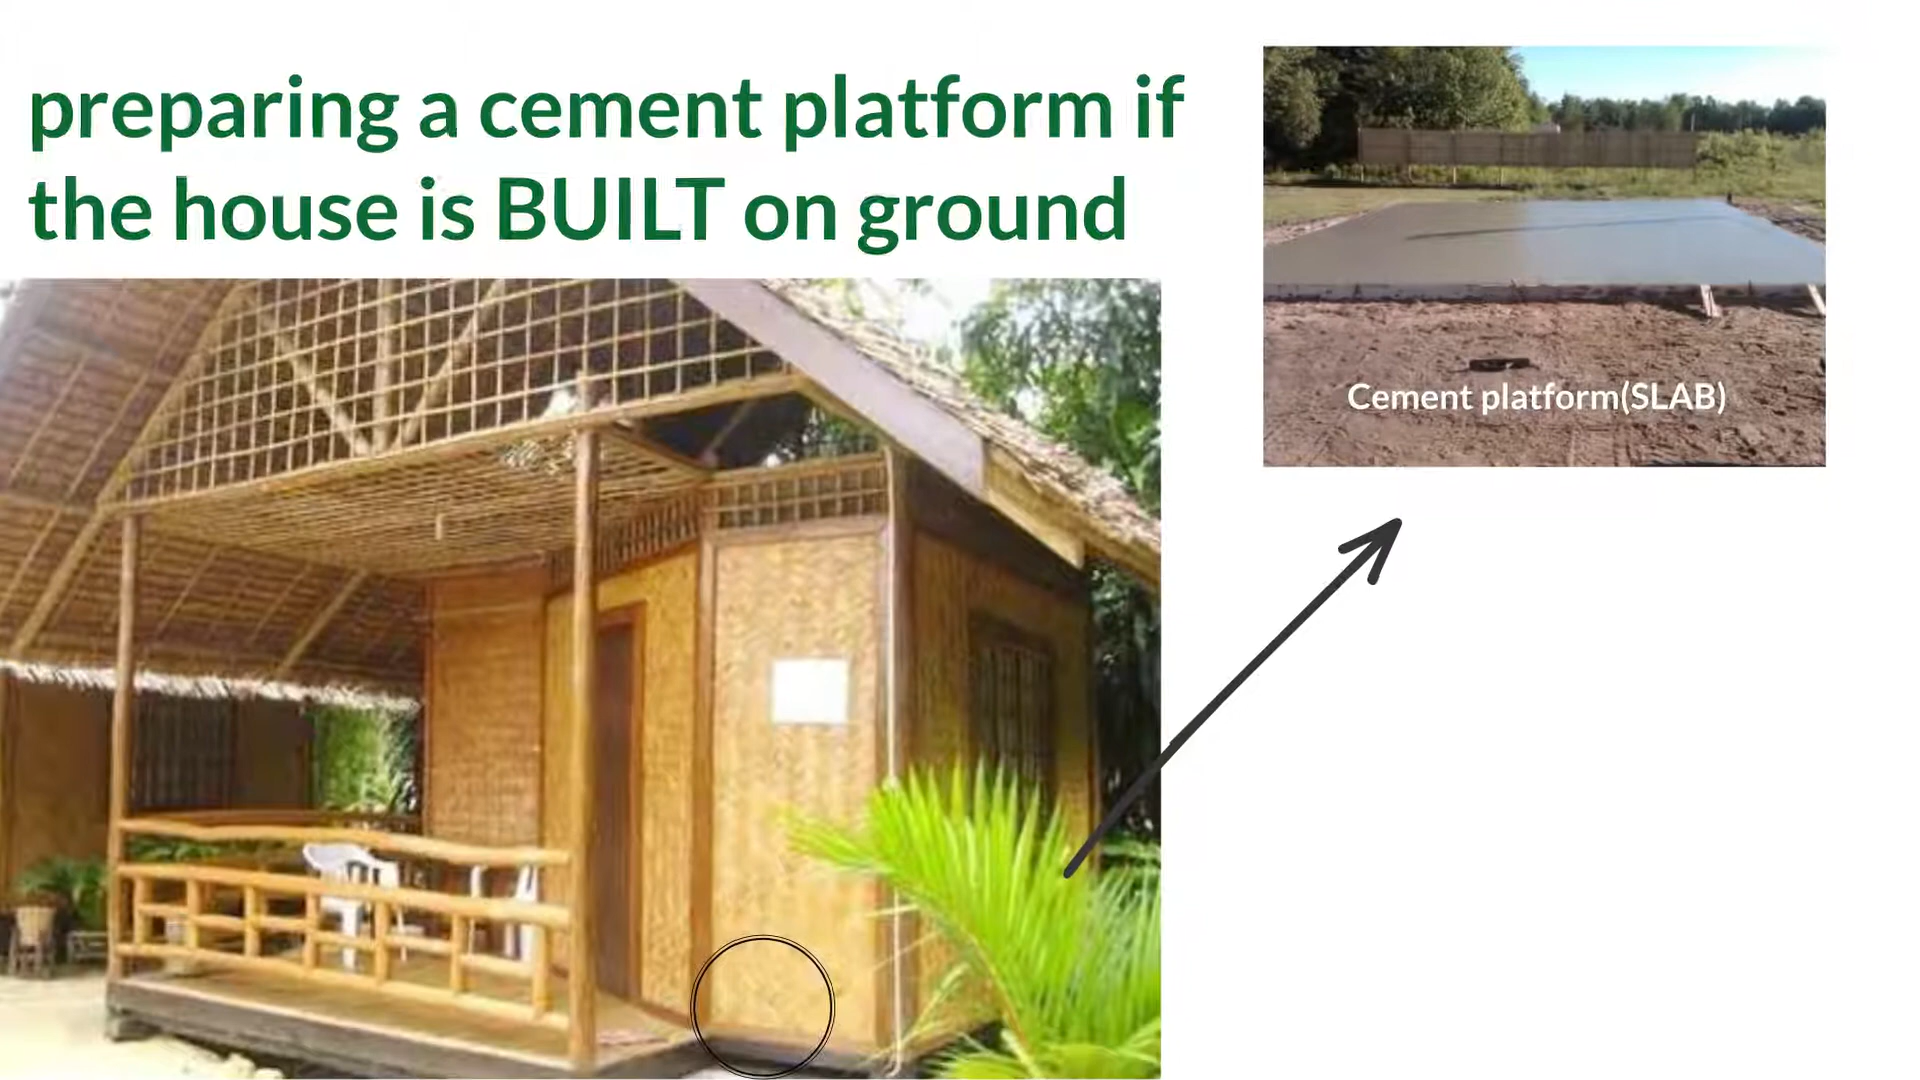 preparing a cement platform if
the house is BUILT on ground
Cement platform(SLAB)